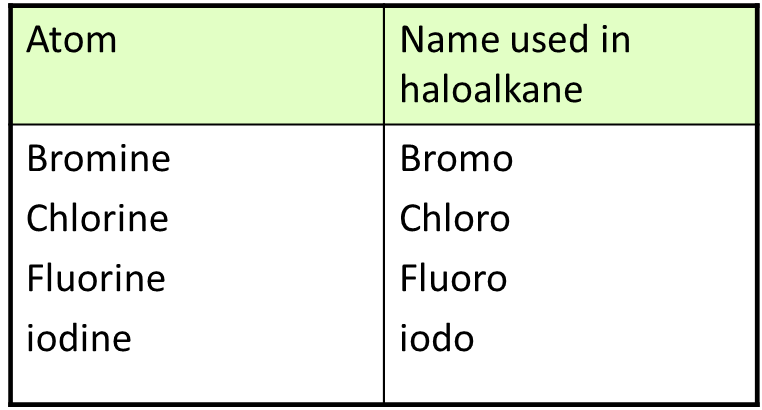 Atom
Name used in
haloalkane
Bromine
Bromo
Chlorine
Chloro
Fluorine
Fluoro
iodine
iodo